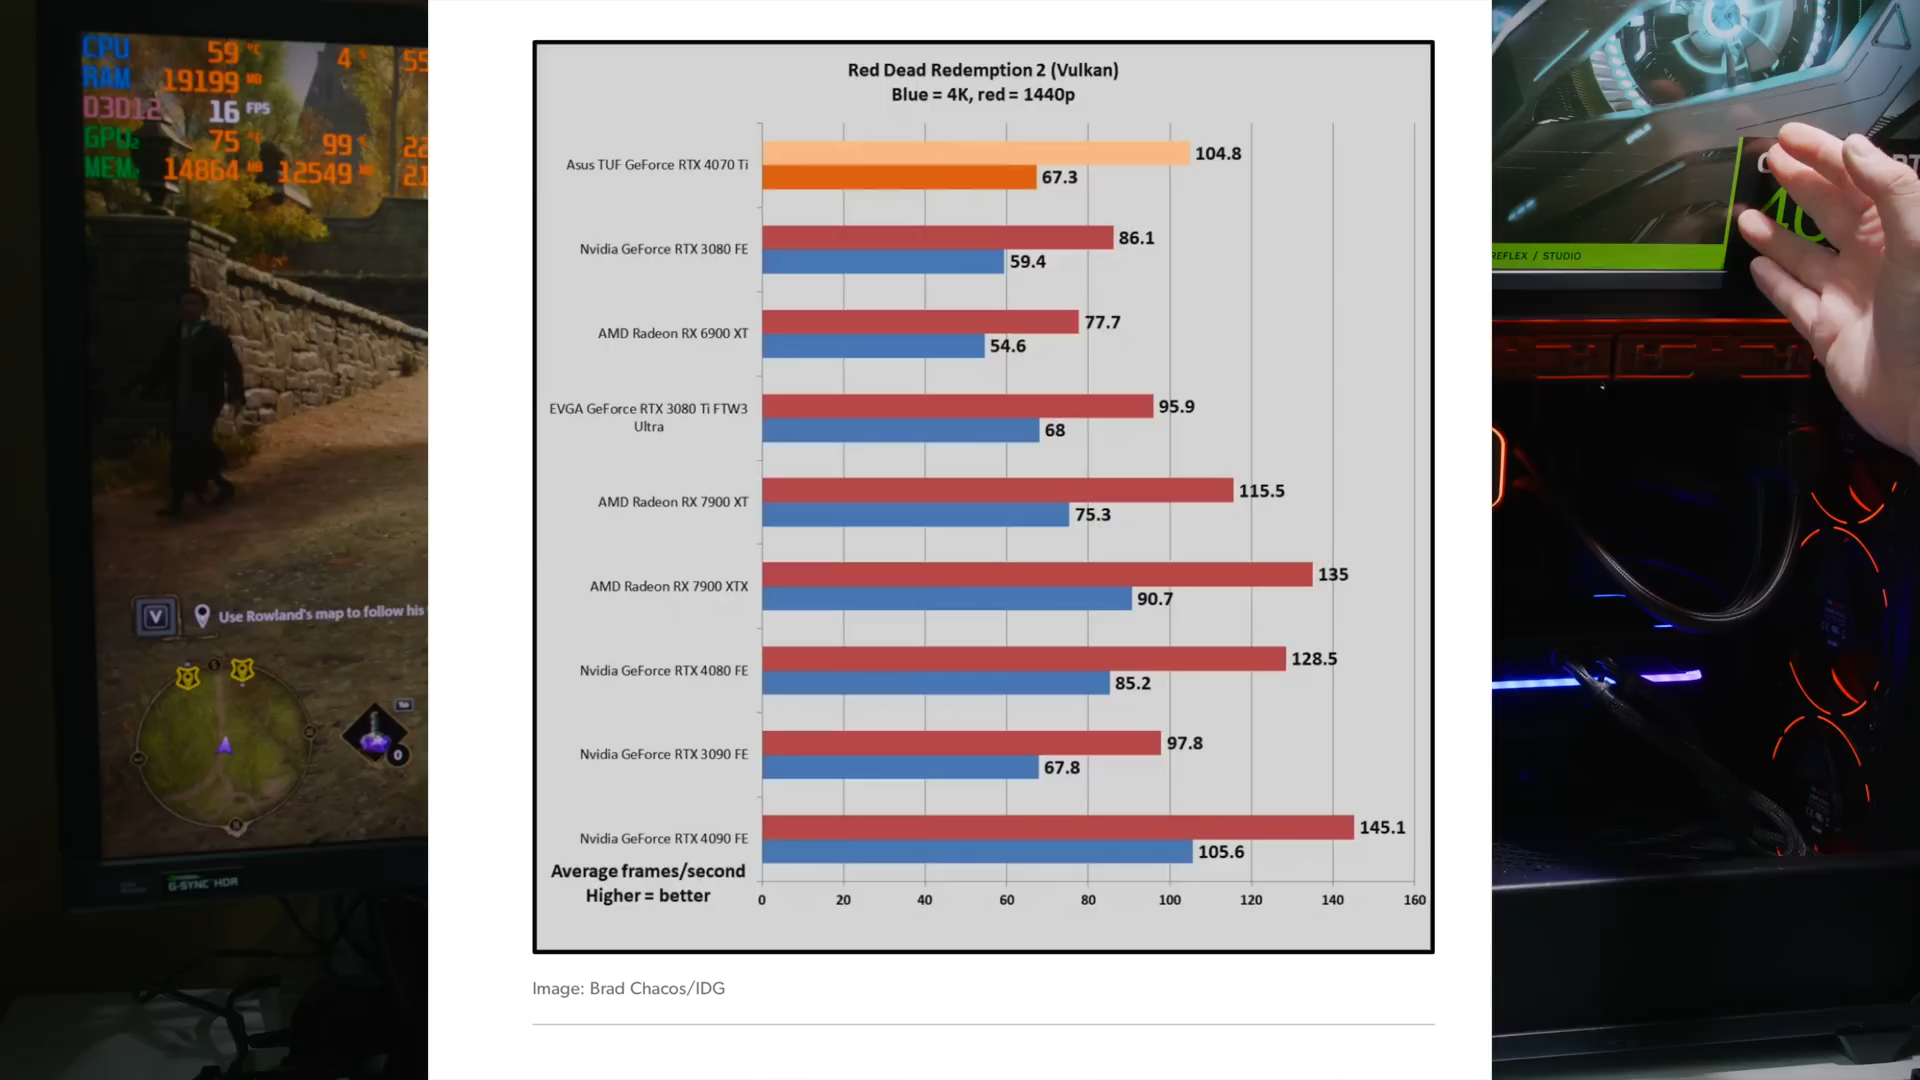 CPU 59 °C 4 % 55
RAM 19199 MB
D3D12 16 FPS
GPU₂ 75 °C 99 % 22
MEM₂ 14864 MB 12549 MB 21
V Use Rowland's map to follow his
Tab
0
G-SYNC HDR
Red Dead Redemption 2 (Vulkan)
Blue = 4K, red = 1440p
Asus TUF GeForce RTX 4070 Ti 104.8
67.3
Nvidia GeForce RTX 3080 FE 86.1
59.4
AMD Radeon RX 6900 XT 77.7
54.6
EVGA GeForce RTX 3080 Ti FTW3 95.9
Ultra 68
AMD Radeon RX 7900 XT 115.5
75.3
AMD Radeon RX 7900 XTX 135
90.7
Nvidia GeForce RTX 4080 FE 128.5
85.2
Nvidia GeForce RTX 3090 FE 97.8
67.8
Nvidia GeForce RTX 4090 FE 145.1
105.6
Average frames/second
Higher = better
0 20 40 60 80 100 120 140 160
Image: Brad Chacos/IDG
REFLEX / STUDIO